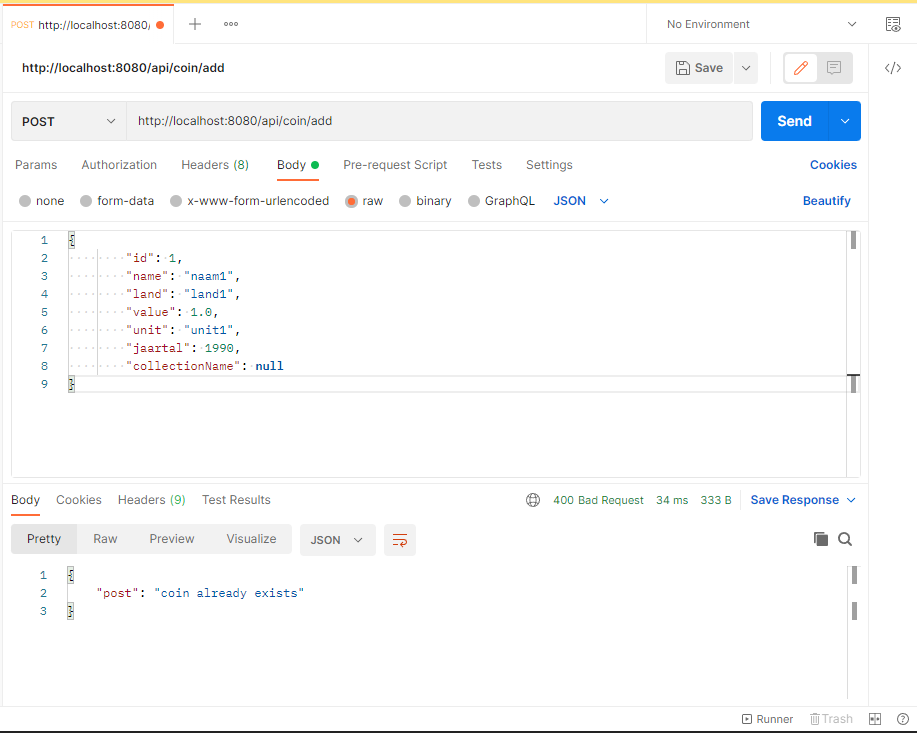 POST http://localhost:8080/
No Environment
http://localhost:8080/api/coin/add
Save
POST http://localhost:8080/api/coin/add Send
Params Authorization Headers (8) Body Pre-request Script Tests Settings Cookies
none form-data x-www-form-urlencoded raw binary GraphQL JSON Beautify
1 {
2 "id": 1,
3 "name": "naam1",
4 "land": "land1",
5 "value": 1.0,
6 "unit": "unit1",
7 "jaartal": 1990,
8 "collectionName": null
9 }
Body Cookies Headers (9) Test Results 400 Bad Request 34 ms 333 B Save Response
Pretty Raw Preview Visualize JSON
1 {
2 "post": "coin already exists"
3 }
Runner Trash